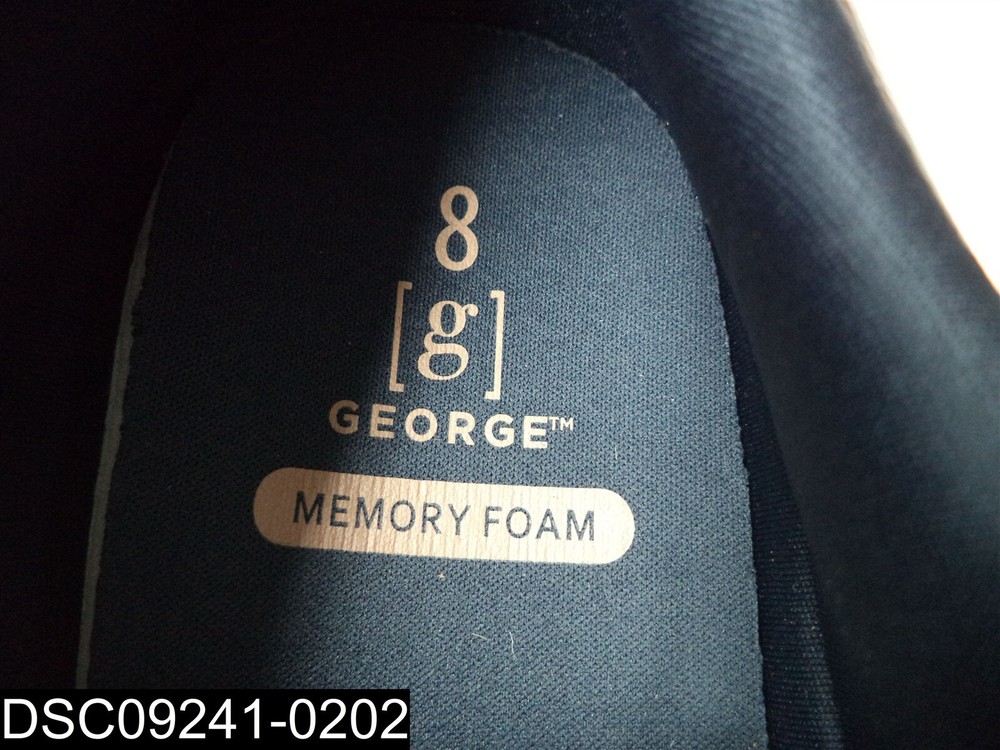 8
[g]
GEORGE™
MEMORY FOAM
DSC09241-0202